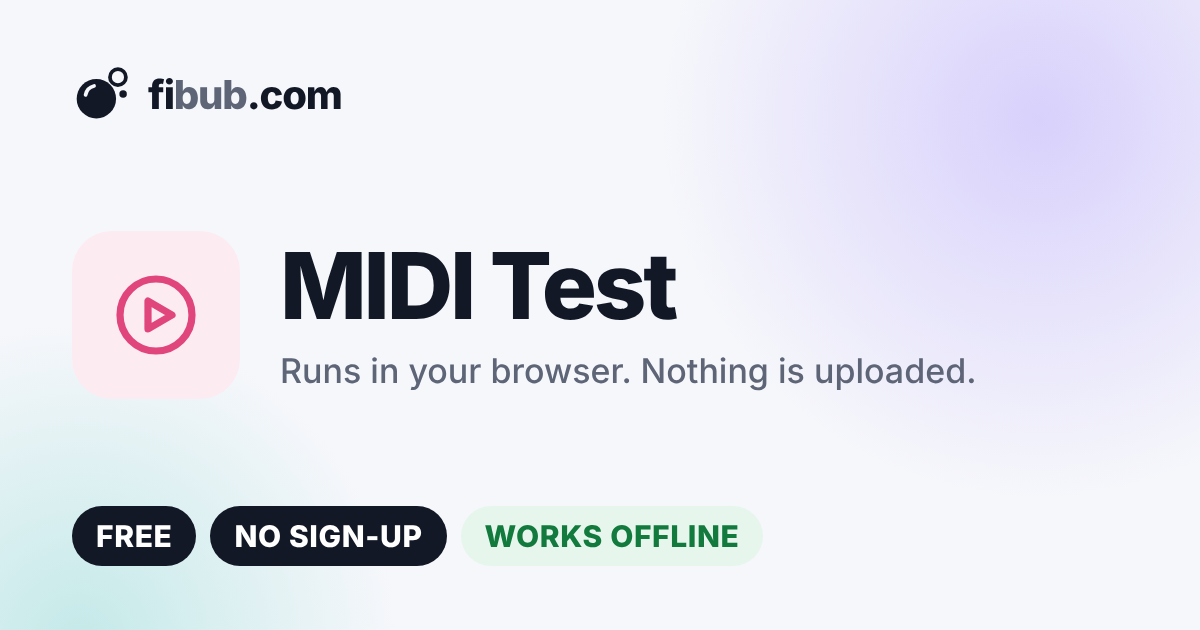 fibub.com
MIDI Test
Runs in your browser. Nothing is uploaded.
FREE NO SIGN-UP WORKS OFFLINE